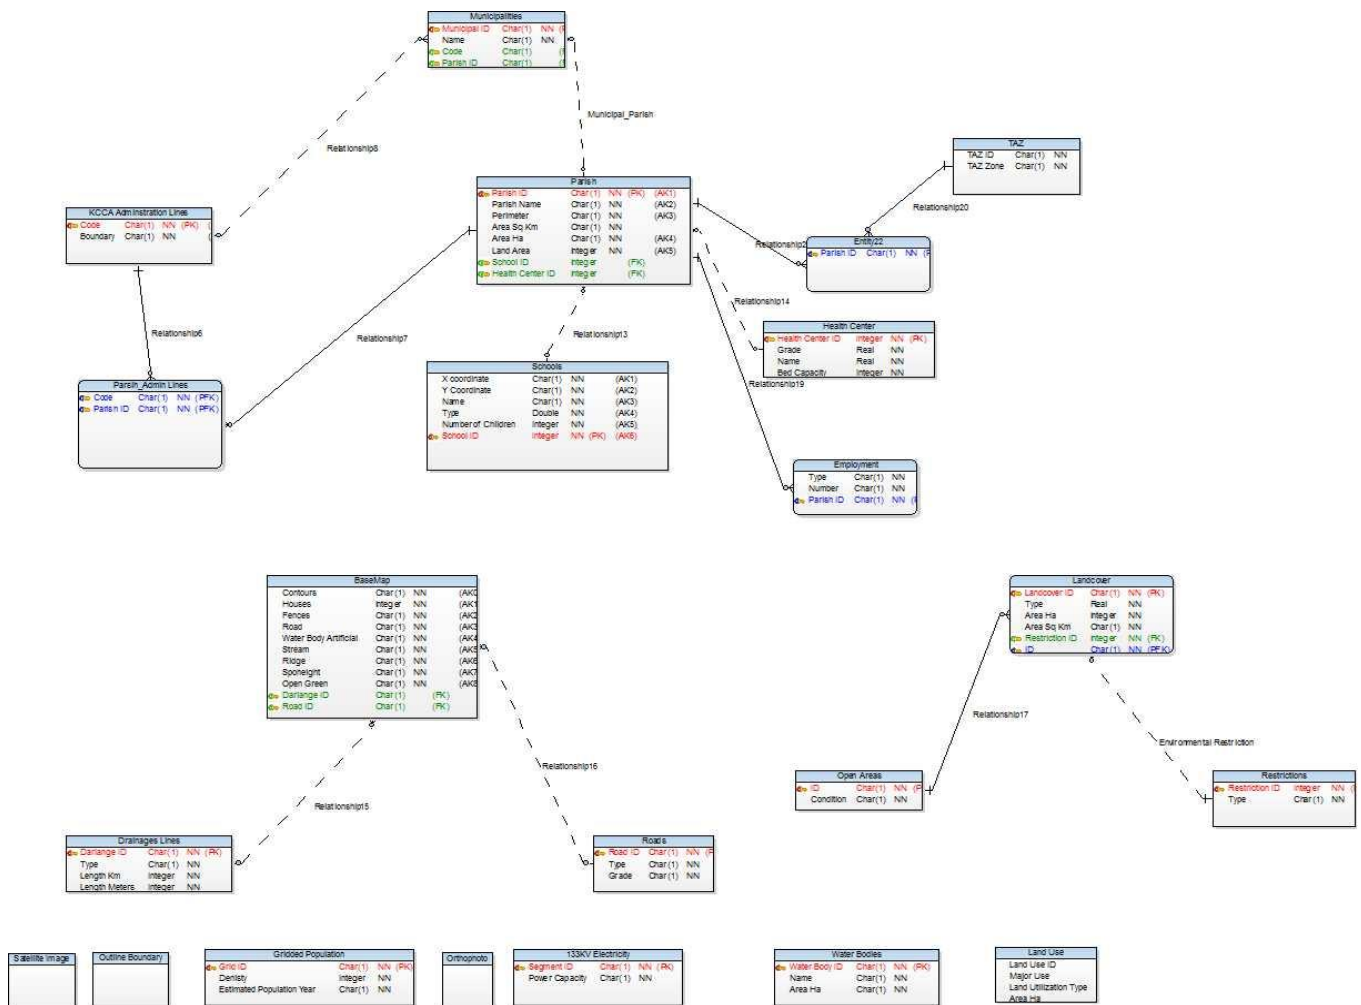 Municipalities
Municipal ID Char(1) NN (P
Name Char(1) NN
Code Char(1)
Parish ID Char(1)
Municipal_Parish
Relationship8
TAZ
TAZ ID Char(1) NN
TAZ Zone Char(1) NN
Relationship20
Parish
Parish ID Char(1) NN (PK) (AK1)
Parish Name Char(1) NN (AK2)
Perimeter Char(1) NN (AK3)
Area Sq Km Char(1) NN
Area Ha Char(1) NN (AK4)
Land Area Integer NN (AK5)
School ID Integer (FK)
Health Center ID Integer (FK)
KCCA Adminstration Lines
Code Char(1) NN (PK) (
Boundary Char(1) NN (
Relationship2
Entity22
Parish ID Char(1) NN (P
Relationship14
Relationship6
Relationship7
Relationship13
Health Center
Health Center ID Integer NN (PK)
Grade Real NN
Name Real NN
Bed Capacity Integer NN
Relationship19
Schools
X coordinate Char(1) NN (AK1)
Y Coordinate Char(1) NN (AK2)
Name Char(1) NN (AK3)
Type Double NN (AK4)
Number of Children Integer NN (AK5)
School ID Integer NN (PK) (AK6)
Parsih_Admin Lines
Code Char(1) NN (PFK)
Parish ID Char(1) NN (PFK)
Employment
Type Char(1) NN
Number Char(1) NN
Parish ID Char(1) NN (P
BaseMap
Contours Char(1) NN (AK0
Houses Integer NN (AK1
Fences Char(1) NN (AK2
Road Char(1) NN (AK3
Water Body Artificial Char(1) NN (AK4
Stream Char(1) NN (AK5
Ridge Char(1) NN (AK6
Spoheight Char(1) NN (AK7
Open Green Char(1) NN (AK8
Darlange ID Char(1) (FK)
Road ID Char(1) (FK)
Landcover
Landcover ID Char(1) NN (PK)
Type Real NN
Area Ha Integer NN
Area Sq Km Char(1) NN
Restriction ID Integer NN (FK)
ID Char(1) NN (PFK)
Relationship17
Environmental Restriction
Relationship16
Relationship15
Open Areas
ID Char(1) NN (P
Condition Char(1) NN
Restrictions
Restriction ID Integer NN (
Type Char(1) NN
Drainages Lines
Darlange ID Char(1) NN (PK)
Type Char(1) NN
Length Km Integer NN
Length Meters Integer NN
Roads
Road ID Char(1) NN (P
Type Char(1) NN
Grade Char(1) NN
Satellite Image
Outline Boundary
Gridded Population
Grid ID Char(1) NN (PK)
Denisty Integer NN
Estimated Population Year Char(1) NN
Orthophoto
133KV Electricity
Segment ID Char(1) NN (PK)
Power Capacity Char(1) NN
Water Bodies
Water Body ID Char(1) NN (PK)
Name Char(1) NN
Area Ha Char(1) NN
Land Use
Land Use ID
Major Use
Land Utilization Type
Area Ha